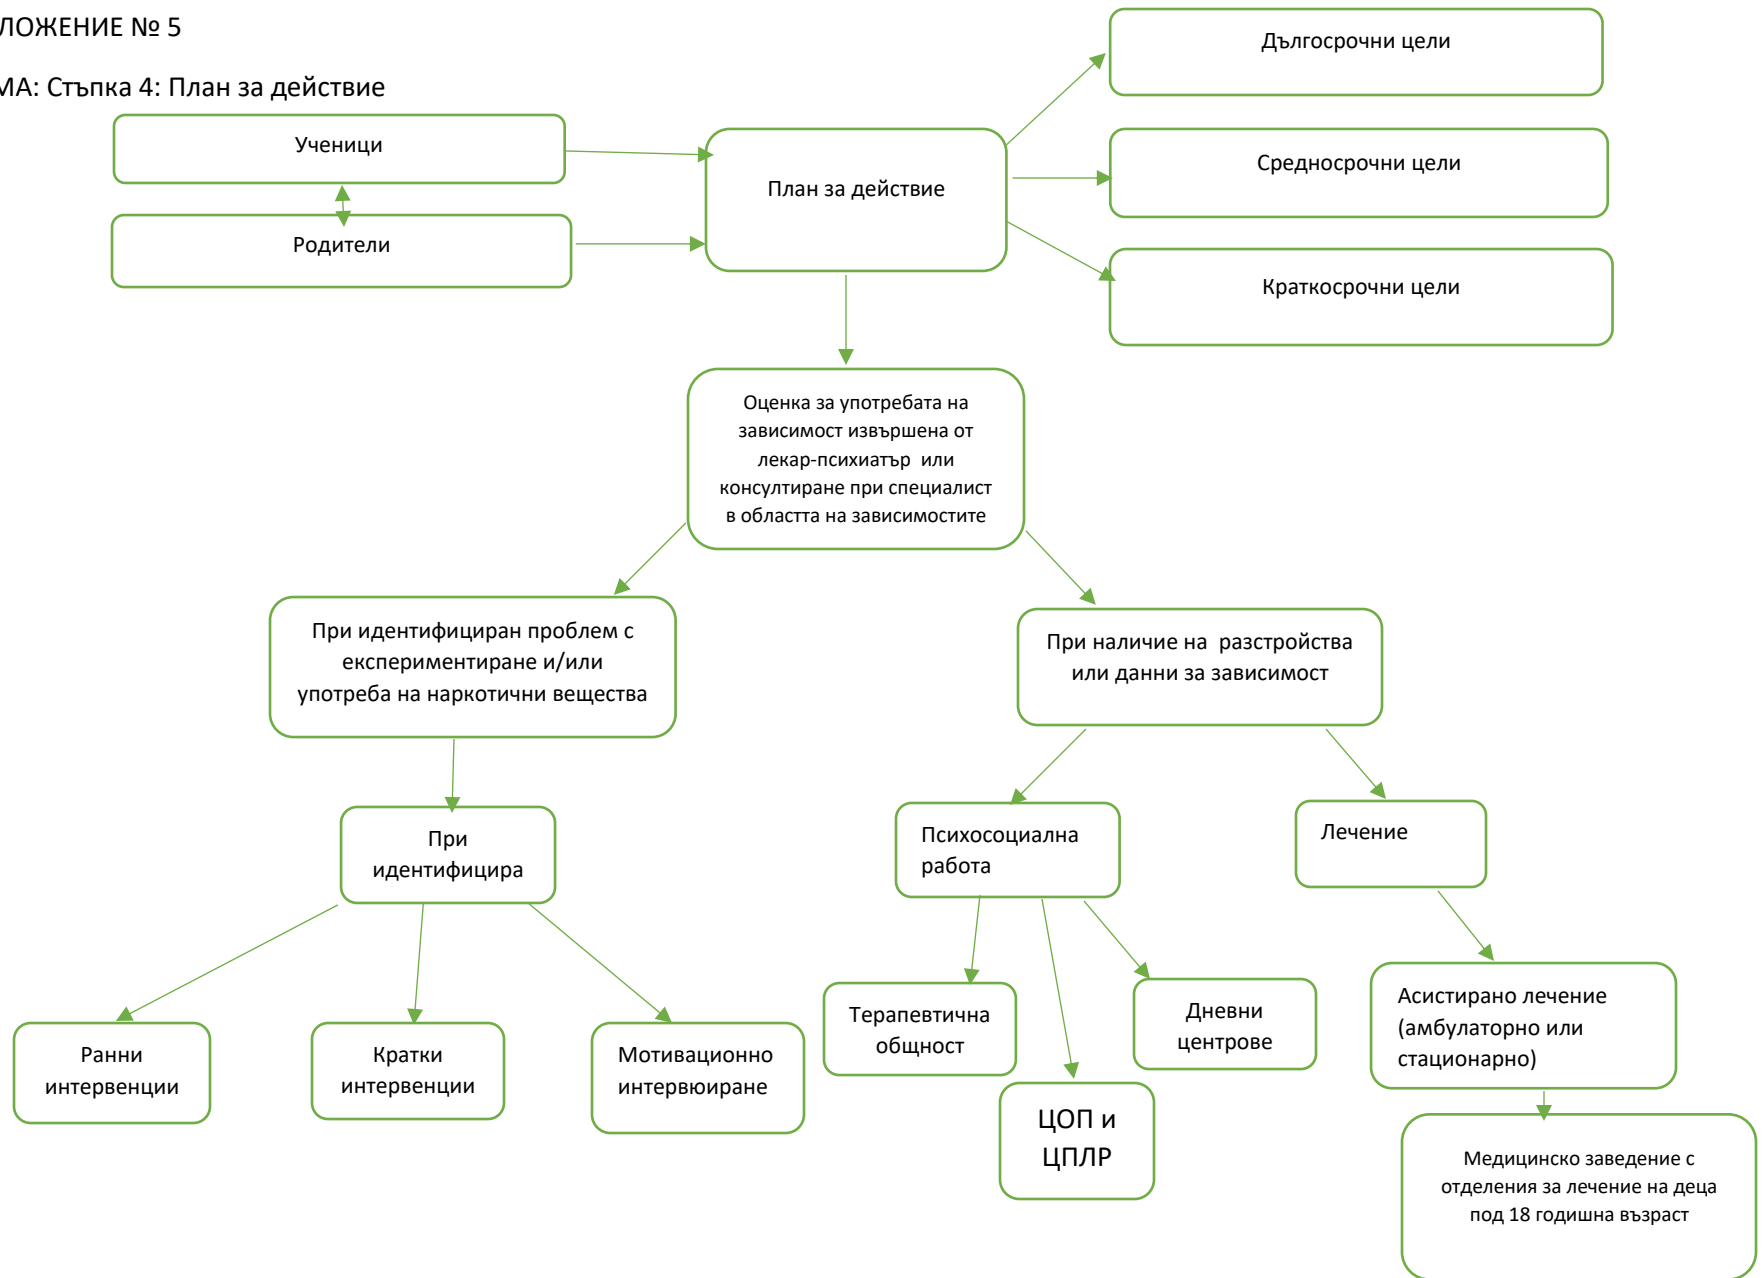 ЛОЖЕНИЕ № 5
МА: Стъпка 4: План за действие
Ученици
Родители
План за действие
Дългосрочни цели
Средносрочни цели
Краткосрочни цели
Оценка за употребата на
зависимост извършена от
лекар-психиатър или
консултиране при специалист
в областта на зависимостите
При идентифициран проблем с
експериментиране и/или
употреба на наркотични вещества
При наличие на разстройства
или данни за зависимост
При
идентифицира
Психосоциална
работа
Лечение
Ранни
интервенции
Кратки
интервенции
Мотивационно
интервюиране
Терапевтична
общност
ЦОП и
ЦПЛР
Дневни
центрове
Асистирано лечение
(амбулаторно или
стационарно)
Медицинско заведение с
отделения за лечение на деца
под 18 годишна възраст